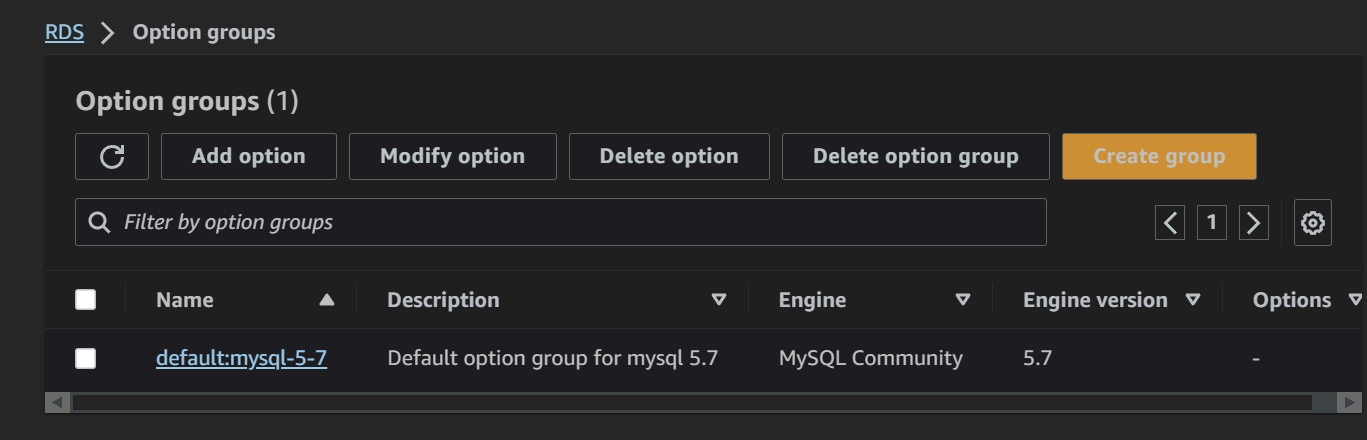 RDS > Option groups
Option groups (1)
Add option Modify option Delete option Delete option group Create group
Filter by option groups 1
Name Description Engine Engine version Options
default:mysql-5-7 Default option group for mysql 5.7 MySQL Community 5.7 -